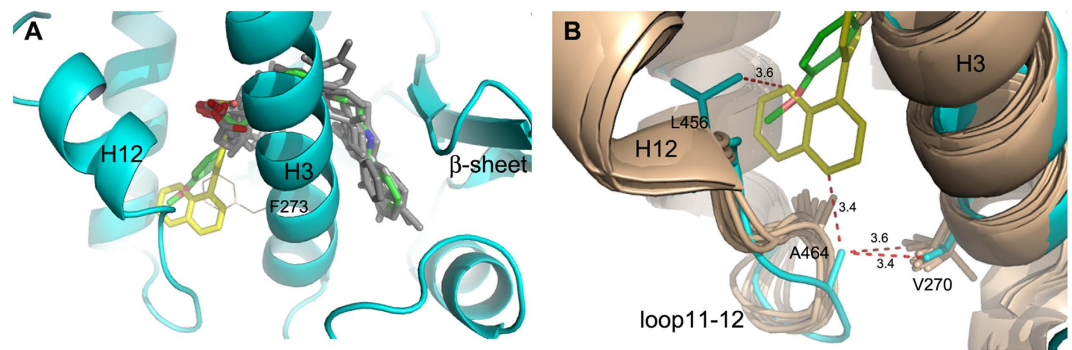 A
H12
H3
β-sheet
F273
B
3.6
H3
L456
H12
3.4
A464
3.6
3.4
V270
loop11-12